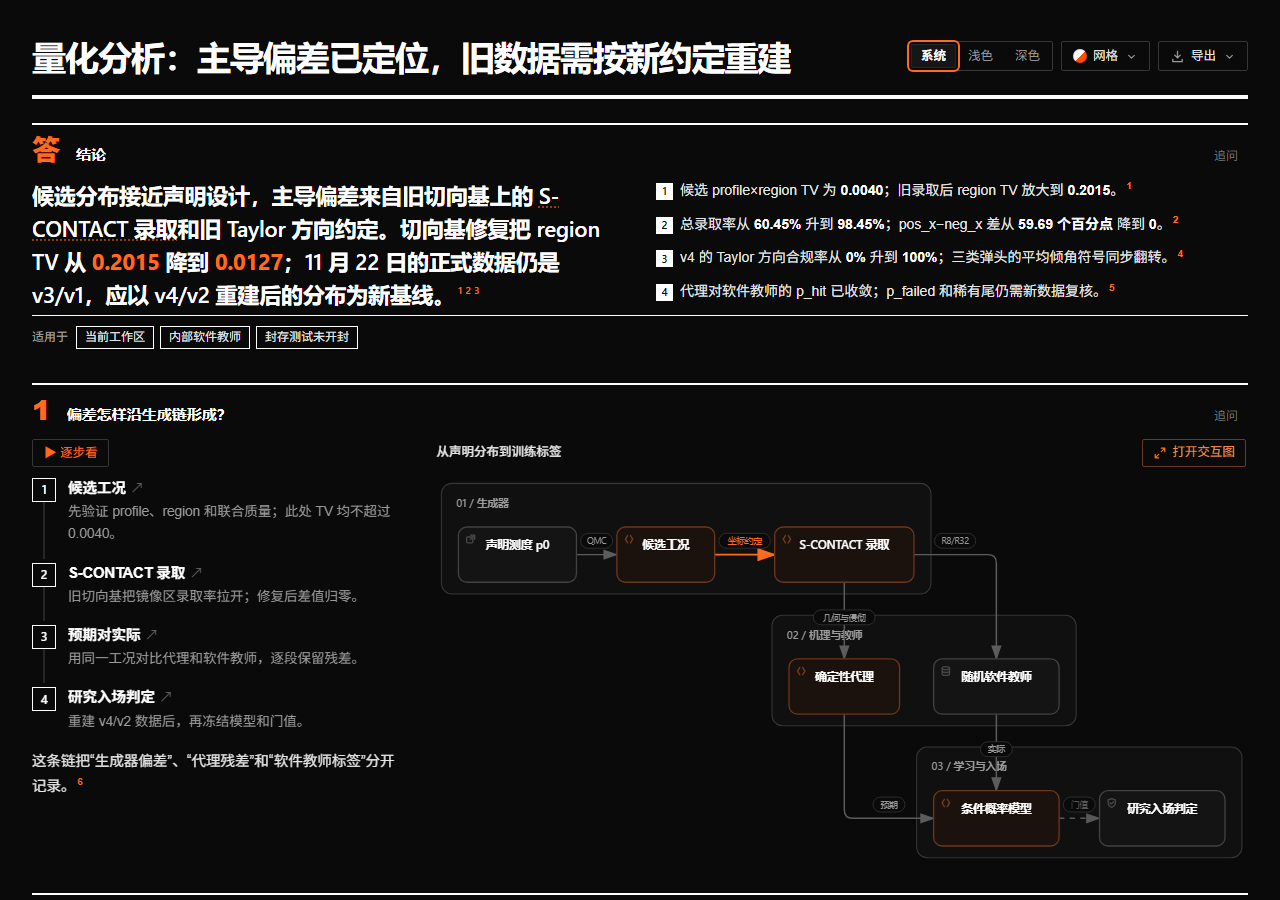 量化分析：主导偏差已定位，旧数据需按新约定重建
系统 浅色 深色 网格 导出
答 结论 追问
候选分布接近声明设计，主导偏差来自旧切向基上的 S-
CONTACT 录取和旧 Taylor 方向约定。切向基修复把 region
TV 从 0.2015 降到 0.0127；11 月 22 日的正式数据仍是
v3/v1，应以 v4/v2 重建后的分布为新基线。 1 2 3
1 候选 profile×region TV 为 0.0040；旧录取后 region TV 放大到 0.2015。 1
2 总录取率从 60.45% 升到 98.45%；pos_x−neg_x 差从 59.69 个百分点 降到 0。 2
3 v4 的 Taylor 方向合规率从 0% 升到 100%；三类弹头的平均倾角符号同步翻转。 4
4 代理对软件教师的 p_hit 已收敛；p_failed 和稀有尾仍需新数据复核。 5
适用于 当前工作区 内部软件教师 封存测试未开封
1 偏差怎样沿生成链形成？ 追问
逐步看
1 候选工况
先验证 profile、region 和联合质量；此处 TV 均不超过
0.0040。
2 S-CONTACT 录取
旧切向基把镜像区录取率拉开；修复后差值归零。
3 预期对实际
用同一工况对比代理和软件教师，逐段保留残差。
4 研究入场判定
重建 v4/v2 数据后，再冻结模型和门值。
这条链把“生成器偏差”、“代理残差”和“软件教师标签”分开
记录。 6
从声明分布到训练标签 打开交互图
01 / 生成器
声明测度 p0 QMC 候选工况 坐标约定 S-CONTACT 录取 R8/R32
几何与侵彻
02 / 机理与教师
确定性代理 随机软件教师
实际
03 / 学习与入场
预期 条件概率模型 门值 研究入场判定